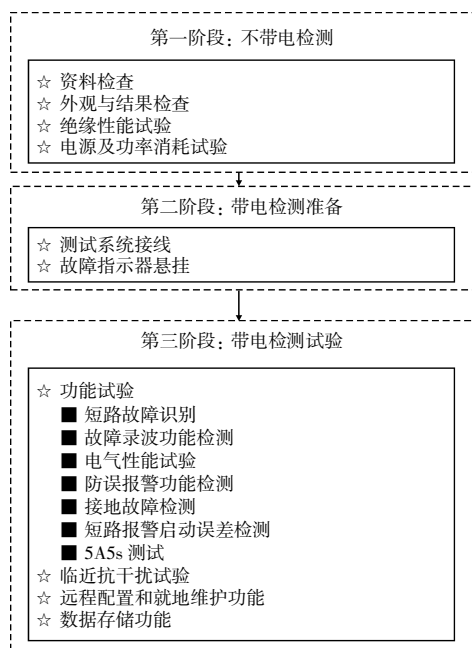 第一阶段：不带电检测
☆ 资料检查
☆ 外观与结果检查
☆ 绝缘性能试验
☆ 电源及功率消耗试验
第二阶段：带电检测准备
☆ 测试系统接线
☆ 故障指示器悬挂
第三阶段：带电检测试验
☆ 功能试验
■ 短路故障识别
■ 故障录波功能检测
■ 电气性能试验
■ 防误报警功能检测
■ 接地故障检测
■ 短路报警启动误差检测
■ 5A5s 测试
☆ 临近抗干扰试验
☆ 远程配置和就地维护功能
☆ 数据存储功能